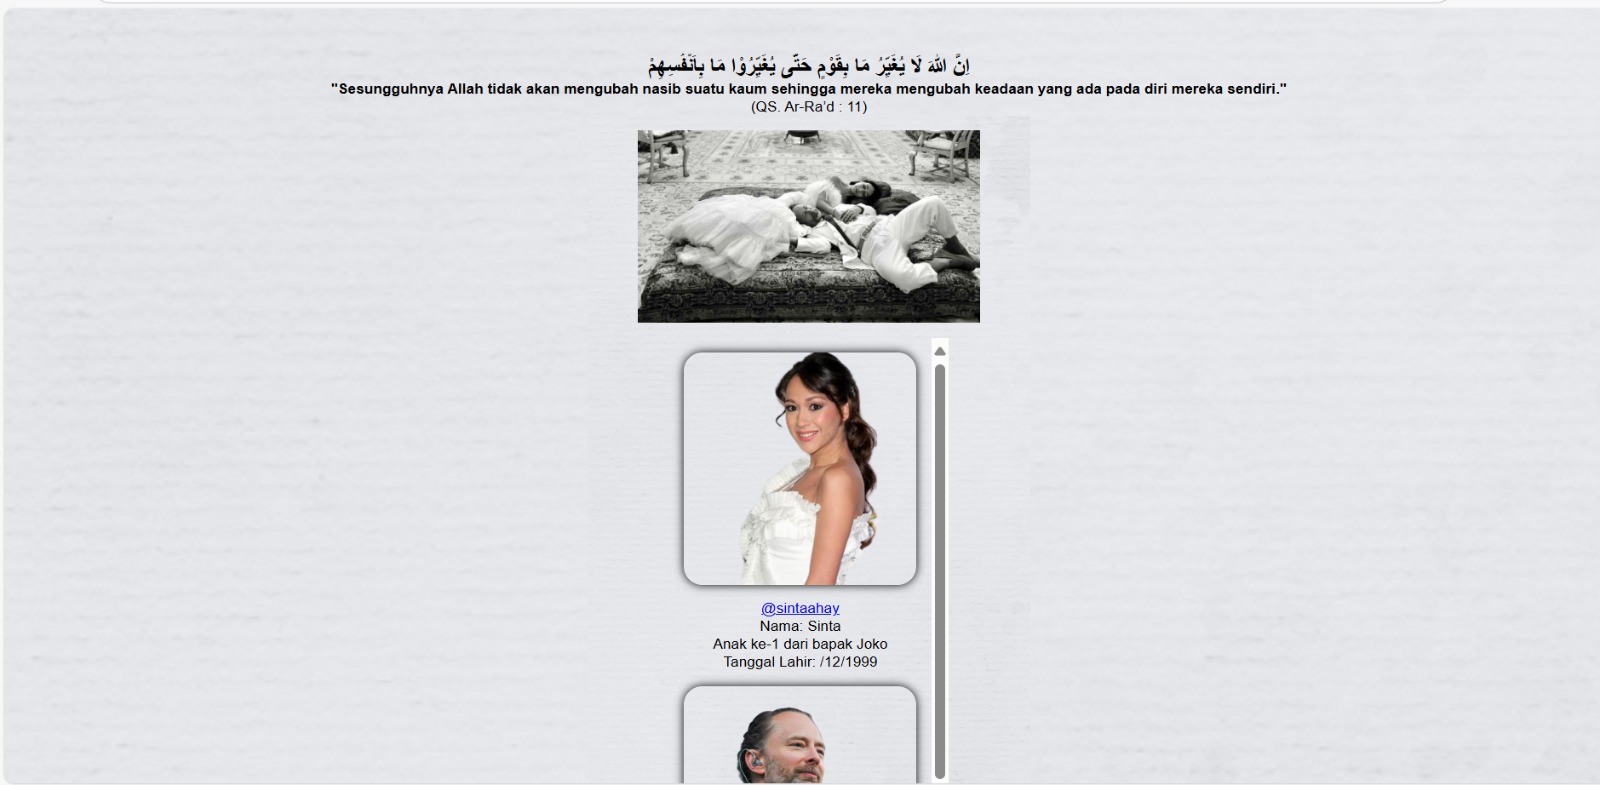 اِنَّ اللّٰهَ لَا يُغَيِّرُ مَا بِقَوْمٍ حَتّٰى يُغَيِّرُوْا مَا بِاَنْفُسِهِمْ
"Sesungguhnya Allah tidak akan mengubah nasib suatu kaum sehingga mereka mengubah keadaan yang ada pada diri mereka sendiri."
(QS. Ar-Ra'd : 11)
@sintaahay
Nama: Sinta
Anak ke-1 dari bapak Joko
Tanggal Lahir: /12/1999